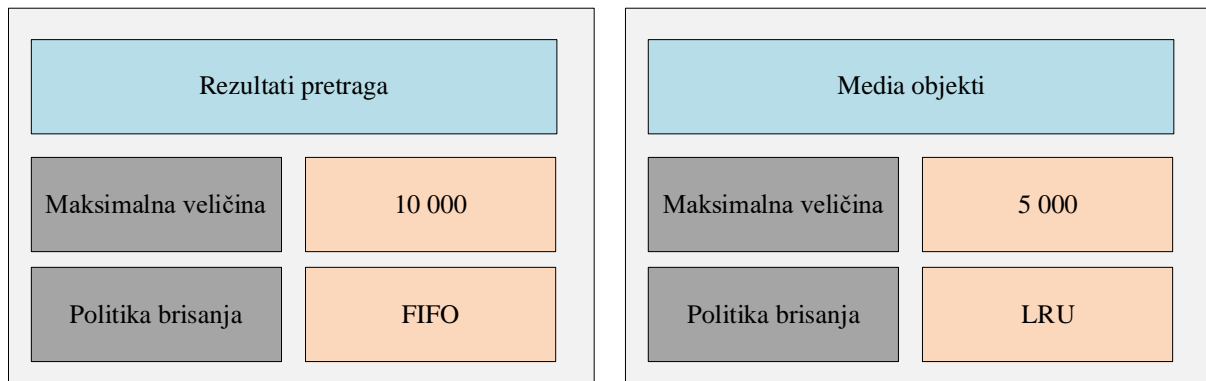 Rezultati pretraga
Maksimalna veličina
10 000
Politika brisanja
FIFO
Media objekti
Maksimalna veličina
5 000
Politika brisanja
LRU